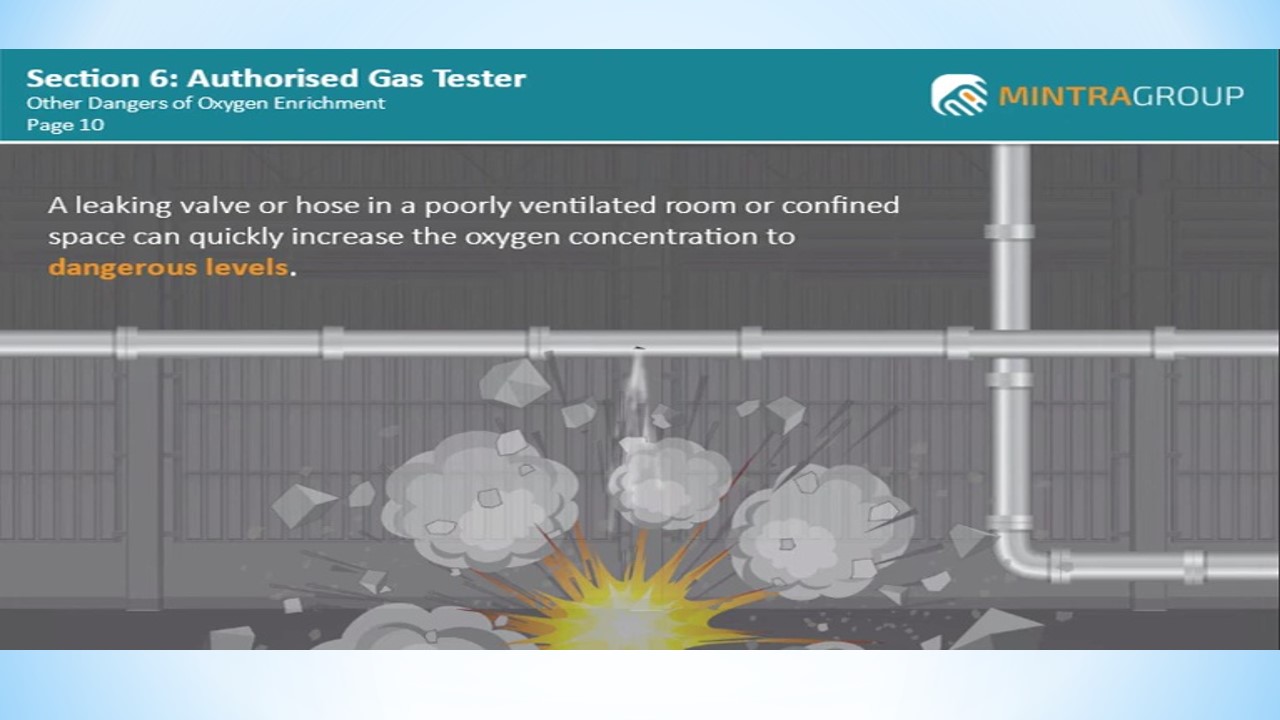 Section 6: Authorised Gas Tester
Other Dangers of Oxygen Enrichment
Page 10
MINTRAGROUP
A leaking valve or hose in a poorly ventilated room or confined
space can quickly increase the oxygen concentration to
dangerous levels.